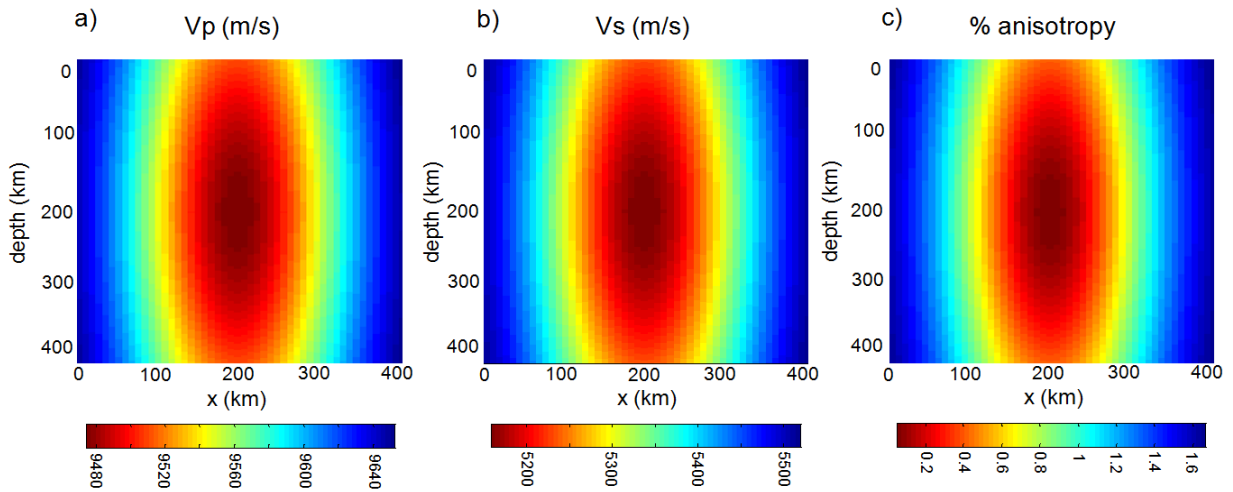 a)
Vp (m/s)
0
100
200
300
400
depth (km)
0 100 200 300 400
x (km)
9480 9520 9560 9600 9640
b)
Vs (m/s)
0
100
200
300
400
depth (km)
0 100 200 300 400
x (km)
5200 5300 5400 5500
c)
% anisotropy
0
100
200
300
400
depth (km)
0 100 200 300 400
x (km)
0.2 0.4 0.6 0.8 1 1.2 1.4 1.6